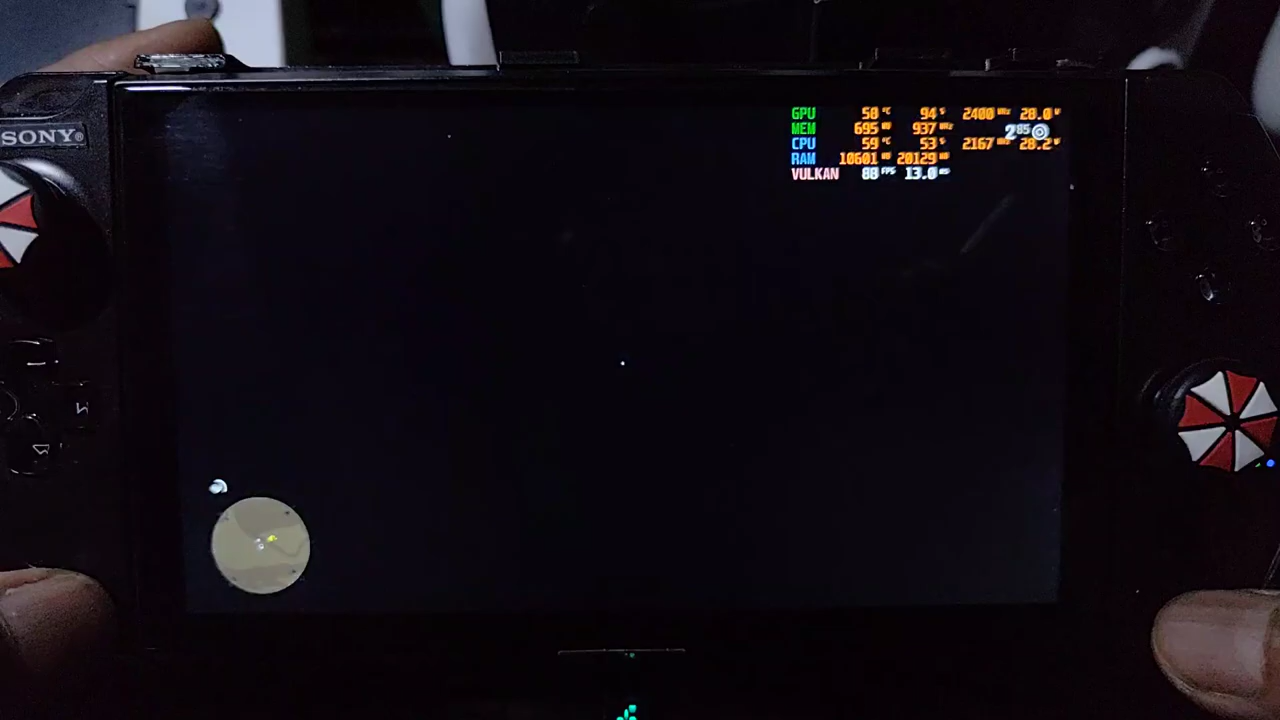 SONY®
GPU 58 °C 94 % 2400 MHz 28.0 W
MEM 695 MB 937 MHz
285
CPU 59 °C 53 % 2167 MHz 28.2 W
RAM 10601 MB 20129 MB
VULKAN 88 FPS 13.0 ms